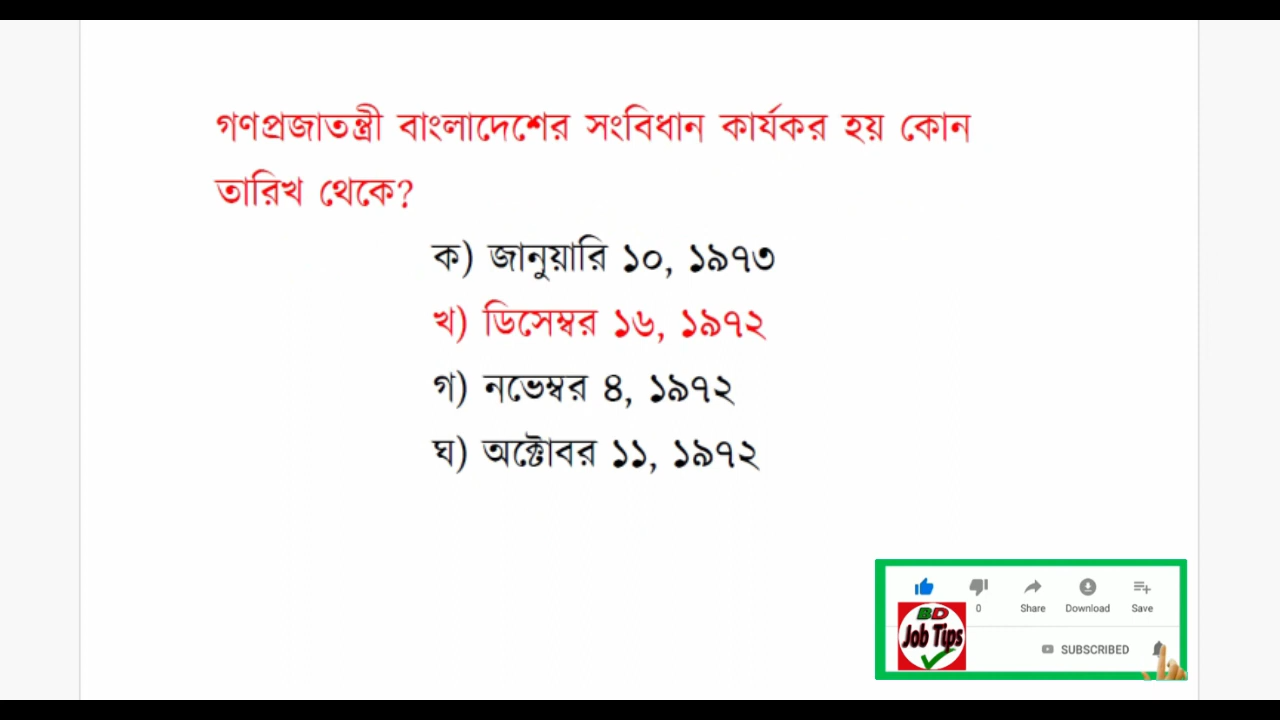 গণপ্রজাতন্ত্রী বাংলাদেশের সংবিধান কার্যকর হয় কোন
তারিখ থেকে?
ক) জানুয়ারি ১০, ১৯৭৩
খ) ডিসেম্বর ১৬, ১৯৭২
গ) নভেম্বর ৪, ১৯৭২
ঘ) অক্টোবর ১১, ১৯৭২
0 Share Download Save
BD
Job Tips
SUBSCRIBED